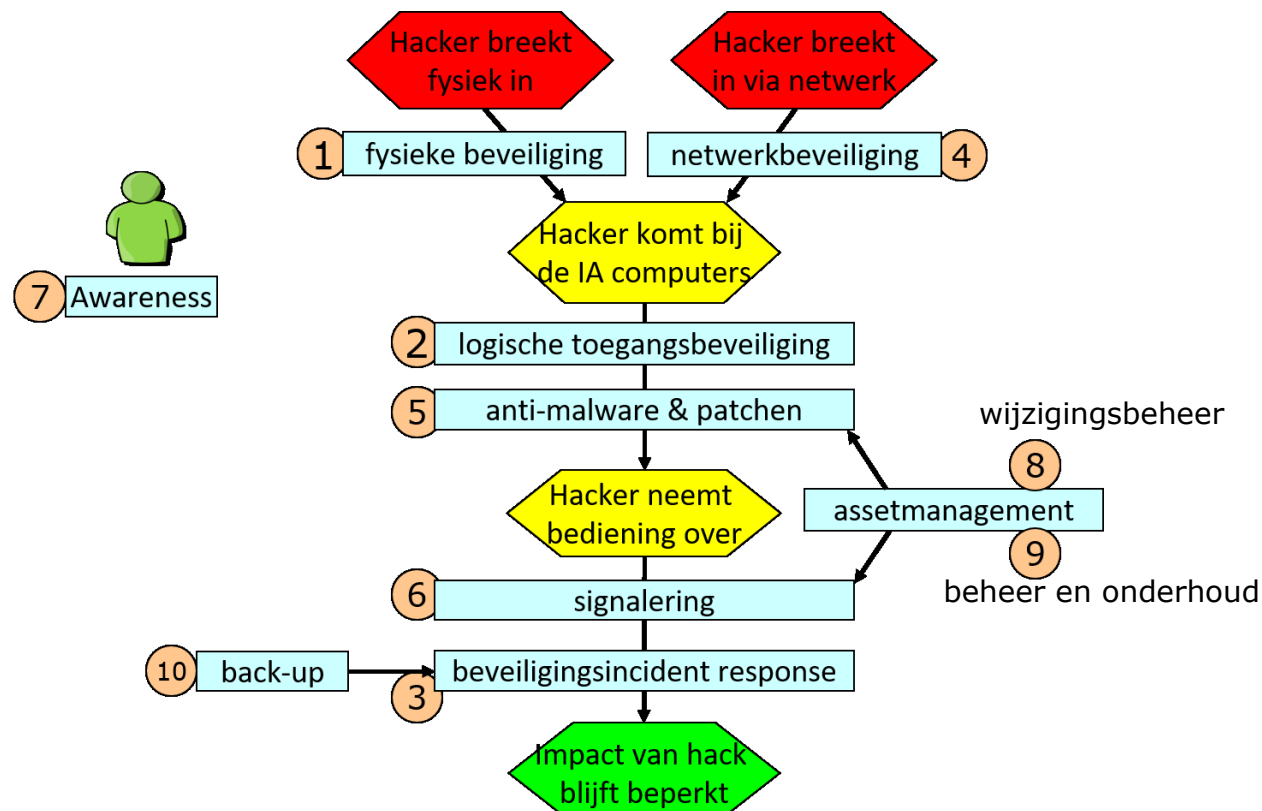 Hacker breekt
fysiek in
Hacker breekt
in via netwerk
1
fysieke beveiliging
netwerkbeveiliging
4
Hacker komt bij
de IA computers
7
Awareness
2
logische toegangsbeveiliging
5
anti-malware & patchen
wijzigingsbeheer
8
Hacker neemt
bediening over
assetmanagement
9
beheer en onderhoud
6
signalering
10
back-up
3
beveiligingsincident response
Impact van hack
blijft beperkt